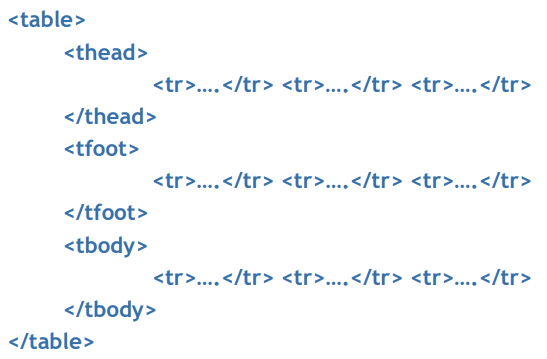 <table>
<thead>
<tr>....</tr> <tr>....</tr> <tr>....</tr>
</thead>
<tfoot>
<tr>....</tr> <tr>....</tr> <tr>....</tr>
</tfoot>
<tbody>
<tr>....</tr> <tr>....</tr> <tr>....</tr>
</tbody>
</table>